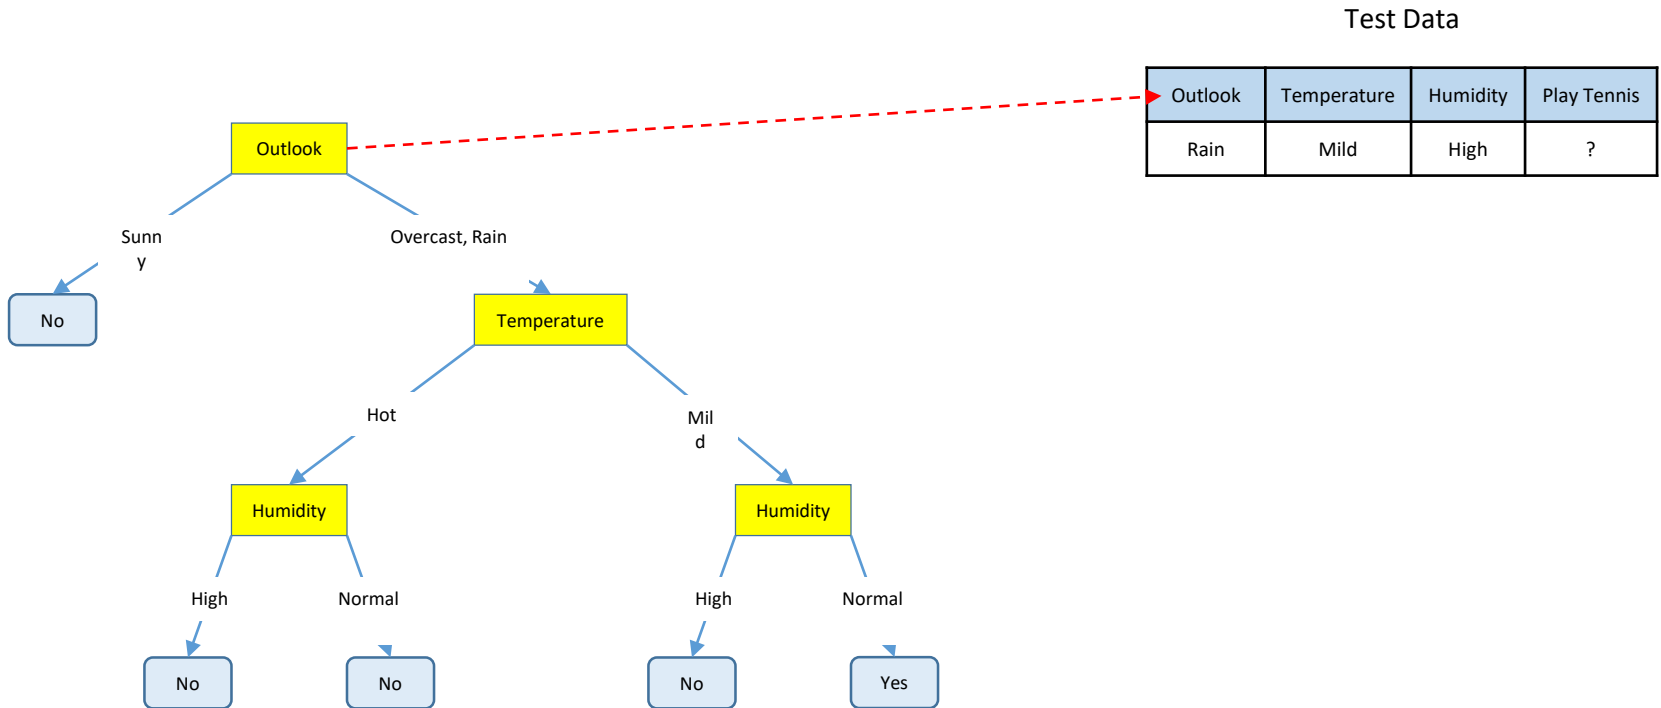 Test Data
Outlook Temperature Humidity Play Tennis
Rain Mild High ?
Outlook
Sunn
y
Overcast, Rain
No
Temperature
Hot
Mil
d
Humidity
Humidity
High
Normal
High
Normal
No
No
No
Yes